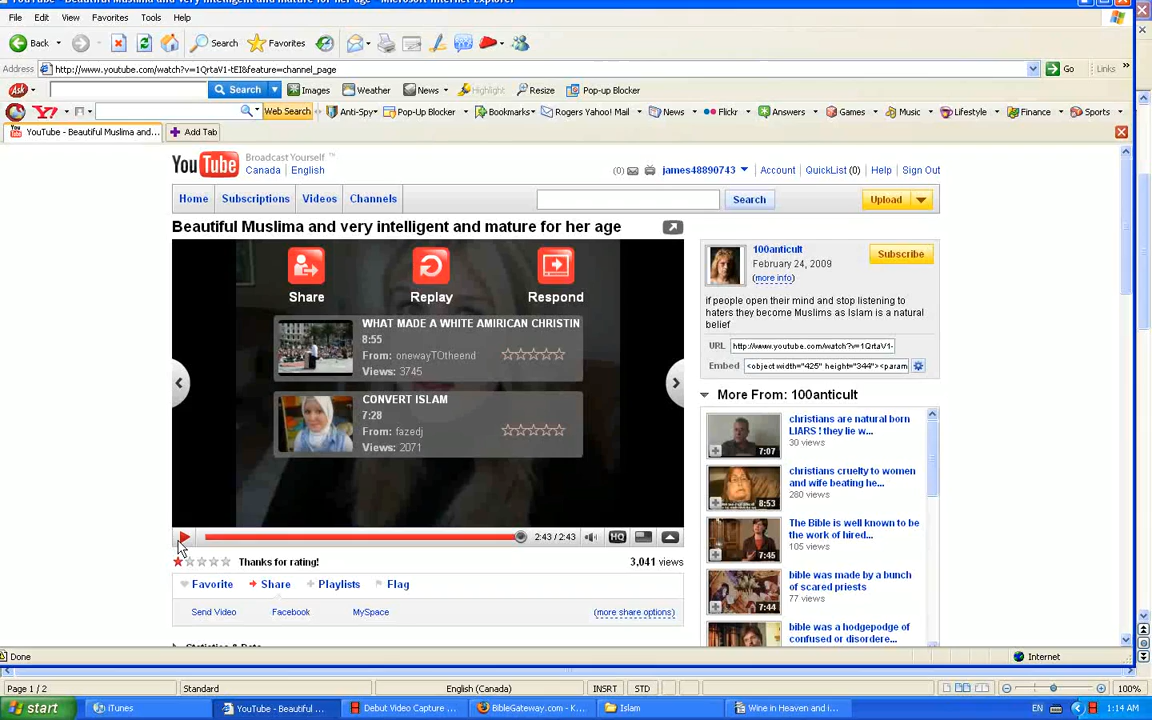 YouTube - Beautiful Muslima and very intelligent and mature for her age - Microsoft Internet Explorer
File Edit View Favorites Tools Help
Back Search Favorites
Address http://www.youtube.com/watch?v=1QrtaV1-tEI&feature=channel_page Go Links
Ask Search Images Weather News Highlight Resize Pop-up Blocker
Y! Web Search Anti-Spy Pop-Up Blocker Bookmarks Rogers Yahoo! Mail News Flickr Answers Games Music Lifestyle Finance Sports
YouTube - Beautiful Muslima and... Add Tab
YouTube Broadcast Yourself ™
Canada English
(0) james48890743 Account QuickList (0) Help Sign Out
Home Subscriptions Videos Channels Search Upload
Beautiful Muslima and very intelligent and mature for her age
Share Replay Respond
WHAT MADE A WHITE AMIRICAN CHRISTIN
8:55
From: onewayTOtheend
Views: 3745
CONVERT ISLAM
7:28
From: fazedj
Views: 2071
2:43 / 2:43 HQ
Thanks for rating! 3,041 views
Favorite Share Playlists Flag
Send Video Facebook MySpace (more share options)
100anticult
February 24, 2009
(more info)
Subscribe
if people open their mind and stop listening to
haters they become Muslims as Islam is a natural
belief
URL http://www.youtube.com/watch?v=1QrtaV1-
Embed <object width="425" height="344"><param
More From: 100anticult
christians are natural born
LIARS ! they lie w...
30 views
7:07
christians cruelty to women
and wife beating he...
280 views
8:53
The Bible is well known to be
the work of hired...
105 views
7:45
bible was made by a bunch
of scared priests
77 views
7:44
bible was a hodgepodge of
confused or disordere...
Done Internet
Page 1 / 2 Standard English (Canada) INSRT STD 100%
start iTunes YouTube - Beautiful ... Debut Video Capture ... BibleGateway.com - K... Islam Wine in Heaven and i... EN 1:14 AM